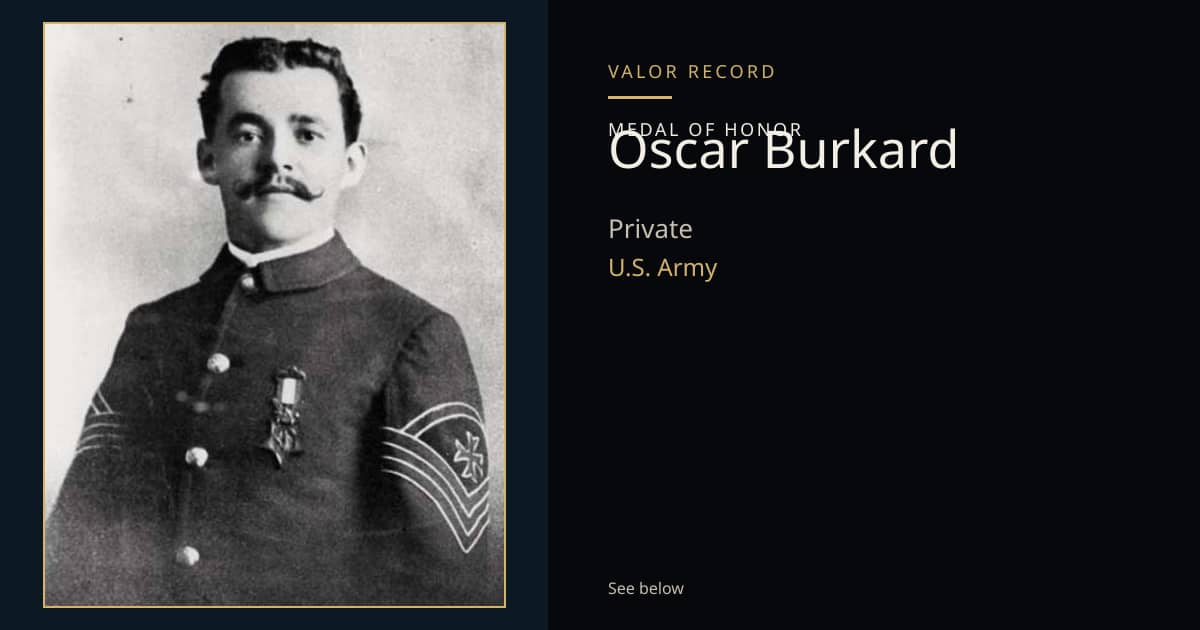 VALOR RECORD
MEDAL OF HONOR
Oscar Burkard
Private
U.S. Army
See below